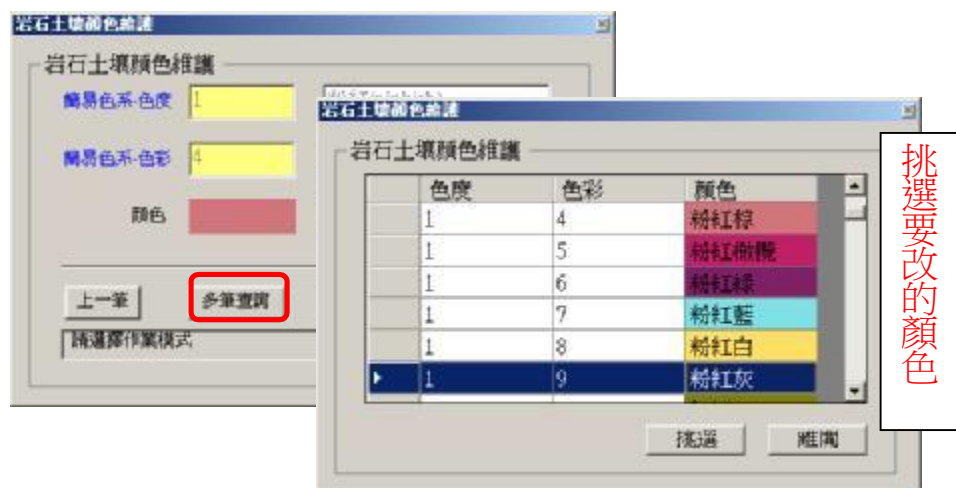 岩石土壤顏色維護
岩石土壤顏色維護
簡易色系-色度 1
簡易色系-色彩 4
顏色
上一筆 多筆查詢
請選擇作業模式
岩石土壤顏色維護
岩石土壤顏色維護
色度 色彩 顏色
1 4 粉紅棕
1 5 粉紅橄欖
1 6 粉紅綠
1 7 粉紅藍
1 8 粉紅白
1 9 粉紅灰
挑選 離開
挑選要改的顏色